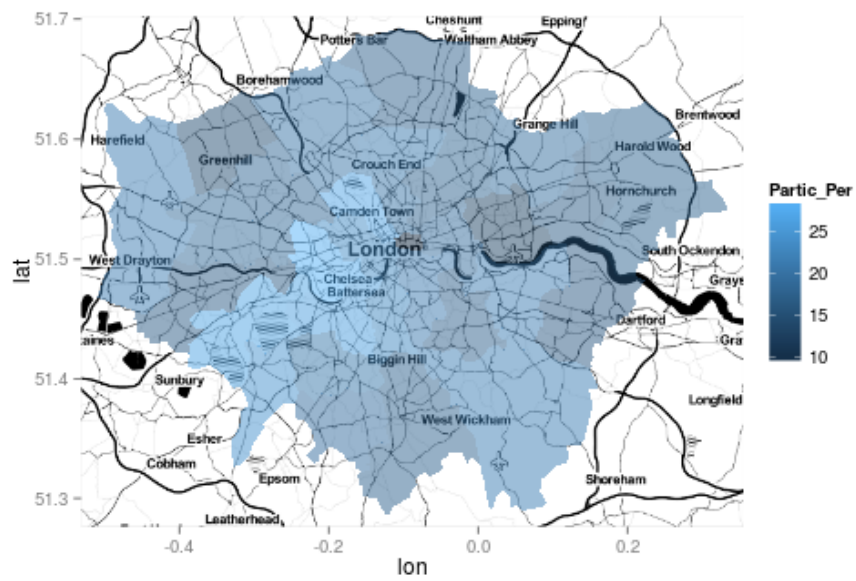 51.7
Cheshunt
Epping
Potters Bar
Waltham Abbey
Borehamwood
Brentwood
Grange Hill
51.6
Harefield
Harold Wood
Greenhill
Crouch End
Hornchurch
Partic_Per
Camden Town
25
London
51.5
South Ockendon
West Drayton
20
Chelsea
Battersea
Grays
15
lat
Dartford
aines
Gra
Biggin Hill
10
51.4
Sunbury
Longfield
West Wickham
Esher
Cobham
Epsom
Shoreham
51.3
Leatherhead
-0.4
-0.2
0.0
0.2
lon